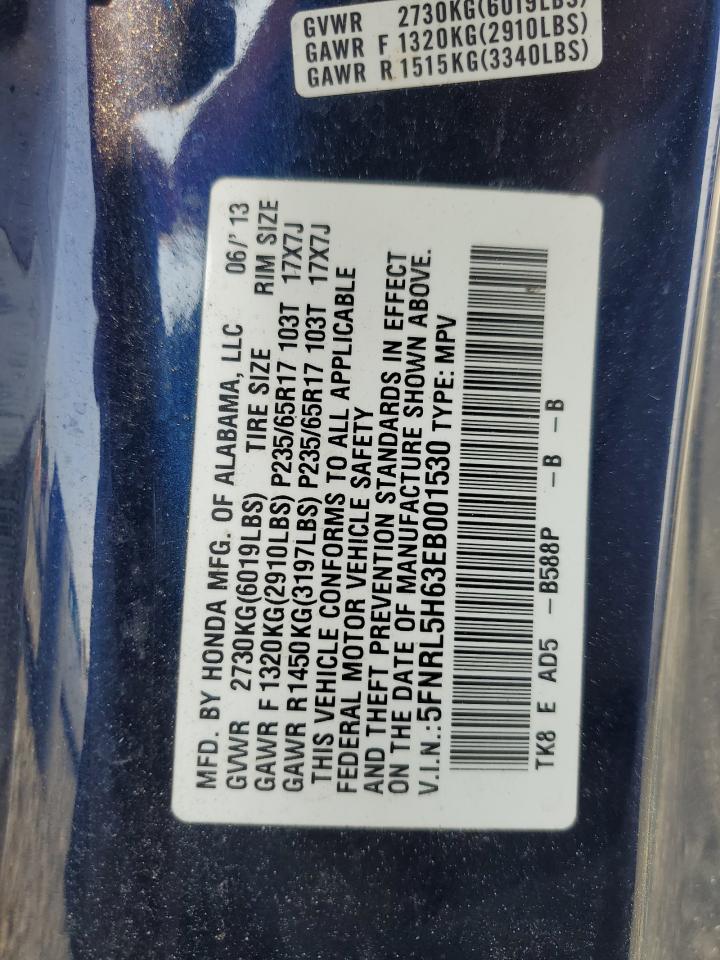 GVWR 2730KG(6019LBS)
GAWR F 1320KG(2910LBS)
GAWR R 1515KG(3340LBS)
MFD. BY HONDA MFG. OF ALABAMA, LLC 06/'13
GVWR 2730KG(6019LBS) TIRE SIZE RIM SIZE
GAWR F 1320KG(2910LBS) P235/65R17 103T 17X7J
GAWR R1450KG(3197LBS) P235/65R17 103T 17X7J
THIS VEHICLE CONFORMS TO ALL APPLICABLE
FEDERAL MOTOR VEHICLE SAFETY
AND THEFT PREVENTION STANDARDS IN EFFECT
ON THE DATE OF MANUFACTURE SHOWN ABOVE.
V.I.N.:5FNRL5H63EB001530 TYPE: MPV
TK8 E AD5 -B588P -B -B